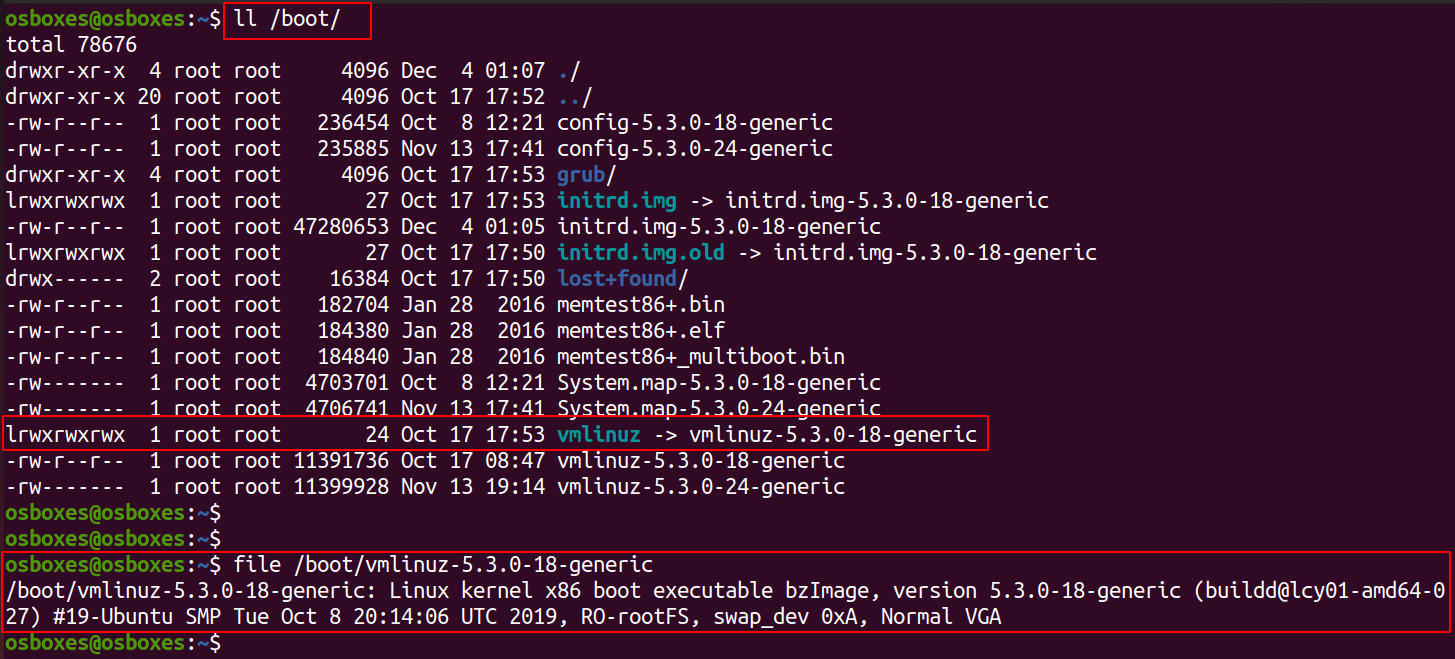 osboxes@osboxes:~$ ll /boot/
total 78676
drwxr-xr-x  4 root root     4096 Dec  4 01:07 ./
drwxr-xr-x 20 root root     4096 Oct 17 17:52 ../
-rw-r--r--  1 root root   236454 Oct  8 12:21 config-5.3.0-18-generic
-rw-r--r--  1 root root   235885 Nov 13 17:41 config-5.3.0-24-generic
drwxr-xr-x  4 root root     4096 Oct 17 17:53 grub/
lrwxrwxrwx  1 root root       27 Oct 17 17:53 initrd.img -> initrd.img-5.3.0-18-generic
-rw-r--r--  1 root root 47280653 Dec  4 01:05 initrd.img-5.3.0-18-generic
lrwxrwxrwx  1 root root       27 Oct 17 17:50 initrd.img.old -> initrd.img-5.3.0-18-generic
drwx------  2 root root    16384 Oct 17 17:50 lost+found/
-rw-r--r--  1 root root   182704 Jan 28  2016 memtest86+.bin
-rw-r--r--  1 root root   184380 Jan 28  2016 memtest86+.elf
-rw-r--r--  1 root root   184840 Jan 28  2016 memtest86+_multiboot.bin
-rw-------  1 root root  4703701 Oct  8 12:21 System.map-5.3.0-18-generic
-rw-------  1 root root  4706741 Nov 13 17:41 System.map-5.3.0-24-generic
lrwxrwxrwx  1 root root       24 Oct 17 17:53 vmlinuz -> vmlinuz-5.3.0-18-generic
-rw-r--r--  1 root root 11391736 Oct 17 08:47 vmlinuz-5.3.0-18-generic
-rw-------  1 root root 11399928 Nov 13 19:14 vmlinuz-5.3.0-24-generic
osboxes@osboxes:~$
osboxes@osboxes:~$
osboxes@osboxes:~$ file /boot/vmlinuz-5.3.0-18-generic
/boot/vmlinuz-5.3.0-18-generic: Linux kernel x86 boot executable bzImage, version 5.3.0-18-generic (buildd@lcy01-amd64-0
27) #19-Ubuntu SMP Tue Oct 8 20:14:06 UTC 2019, RO-rootFS, swap_dev 0xA, Normal VGA
osboxes@osboxes:~$